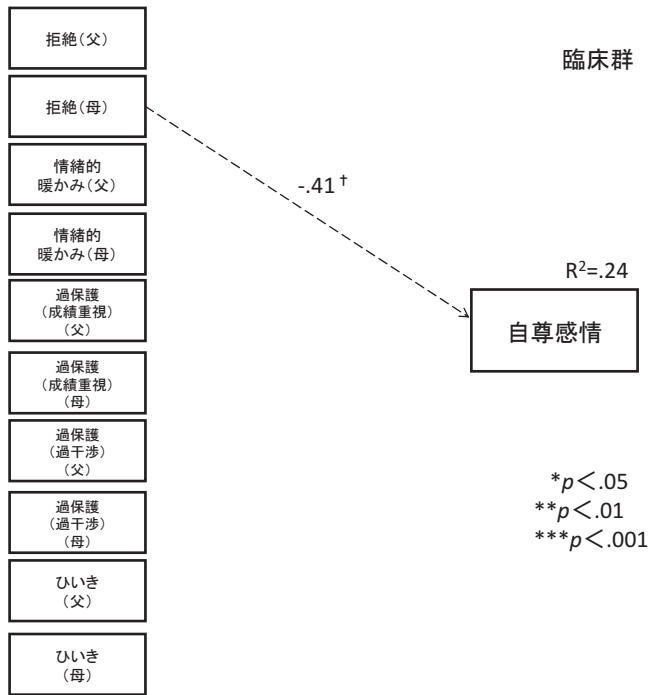 拒絶(父)
臨床群
拒絶(母)
情緒的
暖かみ(父)
-.41†
情緒的
暖かみ(母)
R²=.24
過保護
(成績重視)
(父)
自尊感情
過保護
(成績重視)
(母)
過保護
(過干渉)
(父)
*p＜.05
**p＜.01
***p＜.001
過保護
(過干渉)
(母)
ひいき
(父)
ひいき
(母)